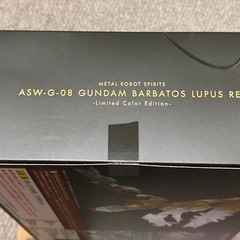 METAL ROBOT SPIRITS
ASW-G-08 GUNDAM BARBATOS LUPUS RE
-Limited Color Edition-